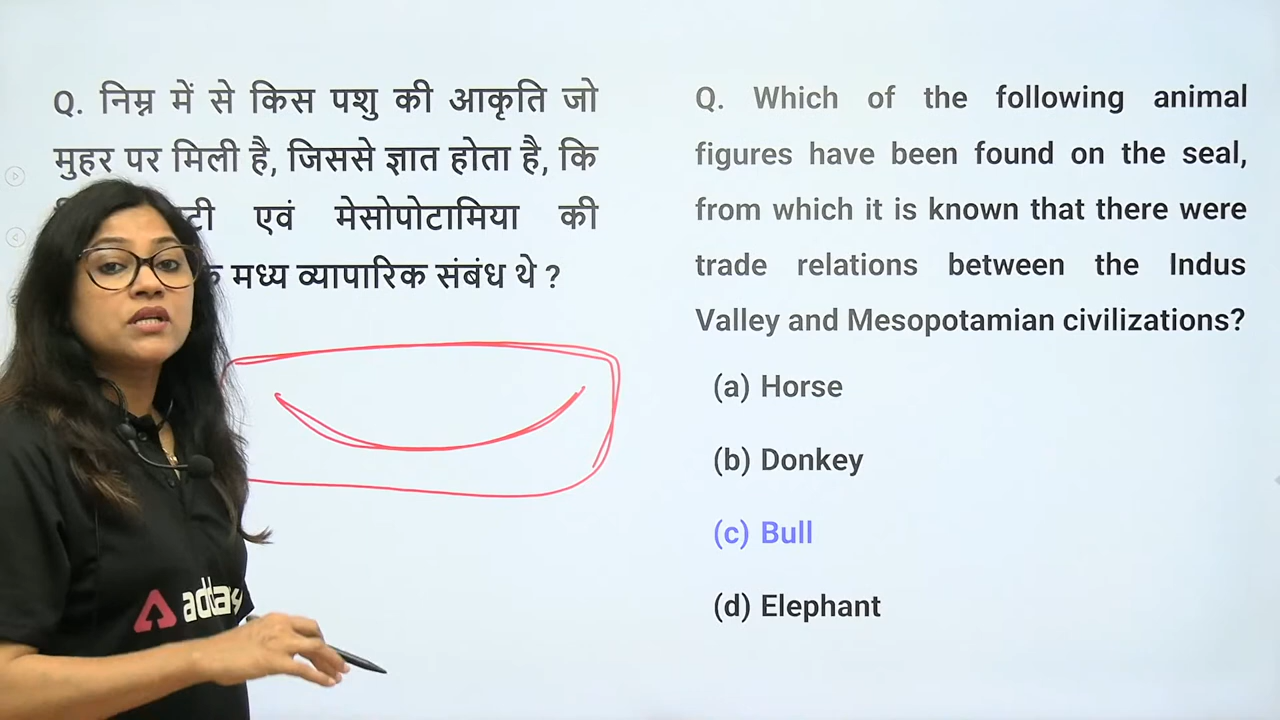 Q. निम्न में से किस पशु की आकृति जो
मुहर पर मिली है, जिससे ज्ञात होता है, कि
एवं मेसोपोटामिया की
मध्य व्यापारिक संबंध थे ?
Q. Which of the following animal
figures have been found on the seal,
from which it is known that there were
trade relations between the Indus
Valley and Mesopotamian civilizations?
(a) Horse
(b) Donkey
(c) Bull
(d) Elephant